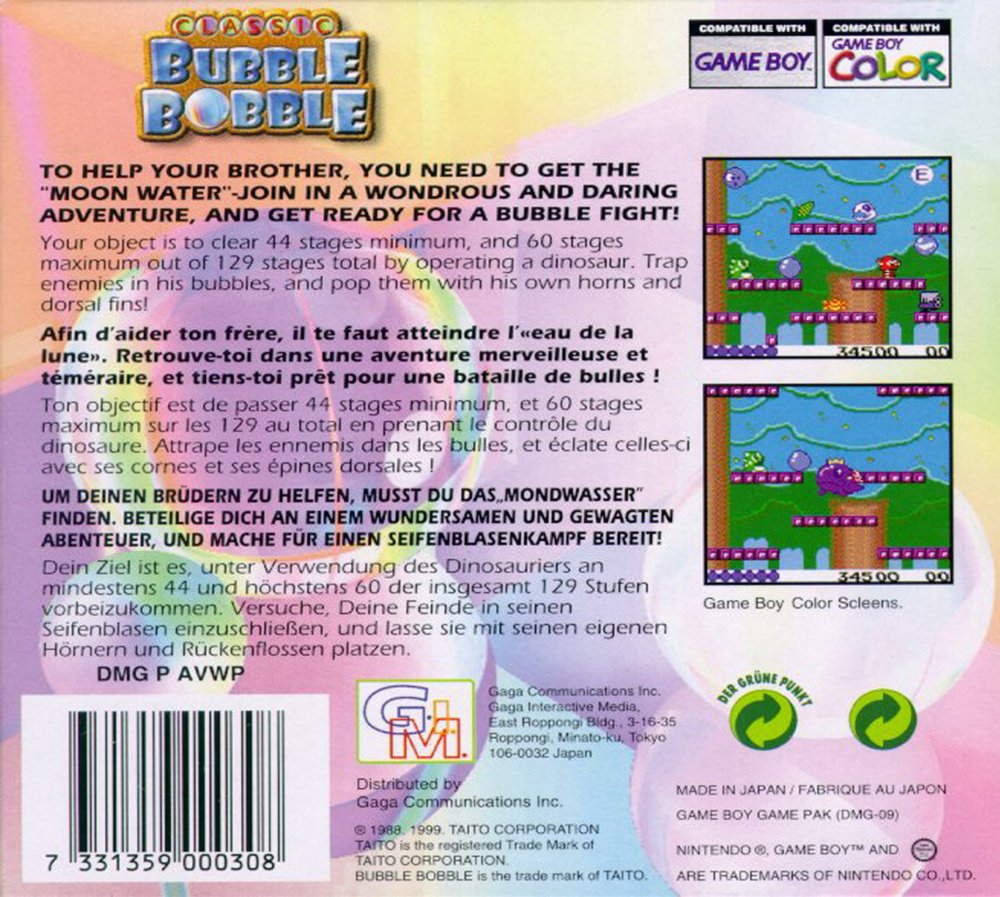 CLASSIC
BUBBLE
BOBBLE
COMPATIBLE WITH
GAME BOY™
COMPATIBLE WITH
GAME BOY
COLOR
TO HELP YOUR BROTHER, YOU NEED TO GET THE
"MOON WATER"-JOIN IN A WONDROUS AND DARING
ADVENTURE, AND GET READY FOR A BUBBLE FIGHT!
Your object is to clear 44 stages minimum, and 60 stages
maximum out of 129 stages total by operating a dinosaur. Trap
enemies in his bubbles, and pop them with his own horns and
dorsal fins!
Afin d'aider ton frère, il te faut atteindre l'«eau de la
lune». Retrouve-toi dans une aventure merveilleuse et
téméraire, et tiens-toi prêt pour une bataille de bulles !
Ton objectif est de passer 44 stages minimum, et 60 stages
maximum sur les 129 au total en prenant le contrôle du
dinosaure. Attrape les ennemis dans les bulles, et éclate celles-ci
avec ses cornes et ses épines dorsales !
UM DEINEN BRÜDERN ZU HELFEN, MUSST DU DAS„MONDWASSER"
FINDEN. BETEILIGE DICH AN EINEM WUNDERSAMEN UND GEWAGTEN
ABENTEUER, UND MACHE FÜR EINEN SEIFENBLASENKAMPF BEREIT!
Dein Ziel ist es, unter Verwendung des Dinosauriers an
mindestens 44 und höchstens 60 der insgesamt 129 Stufen
vorbeizukommen. Versuche, Deine Feinde in seinen
Seifenblasen einzuschließen, und lasse sie mit seinen eigenen
Hörnern und Rückenflossen platzen.
DMG P AVWP
E
34500 00
34500 00
Game Boy Color Scleens.
7 331359 000308
G.I.M.
Gaga Communications Inc.
Gaga Interactive Media,
East Roppongi Bldg., 3-16-35
Roppongi, Minato-ku, Tokyo
106-0032 Japan
Distributed by
Gaga Communications Inc.
© 1988. 1999. TAITO CORPORATION
TAITO is the registered Trade Mark of
TAITO CORPORATION.
BUBBLE BOBBLE is the trade mark of TAITO.
DER GRÜNE PUNKT
MADE IN JAPAN / FABRIQUE AU JAPON
GAME BOY GAME PAK (DMG-09)
NINTENDO ®, GAME BOY™ AND
ARE TRADEMARKS OF NINTENDO CO.,LTD.